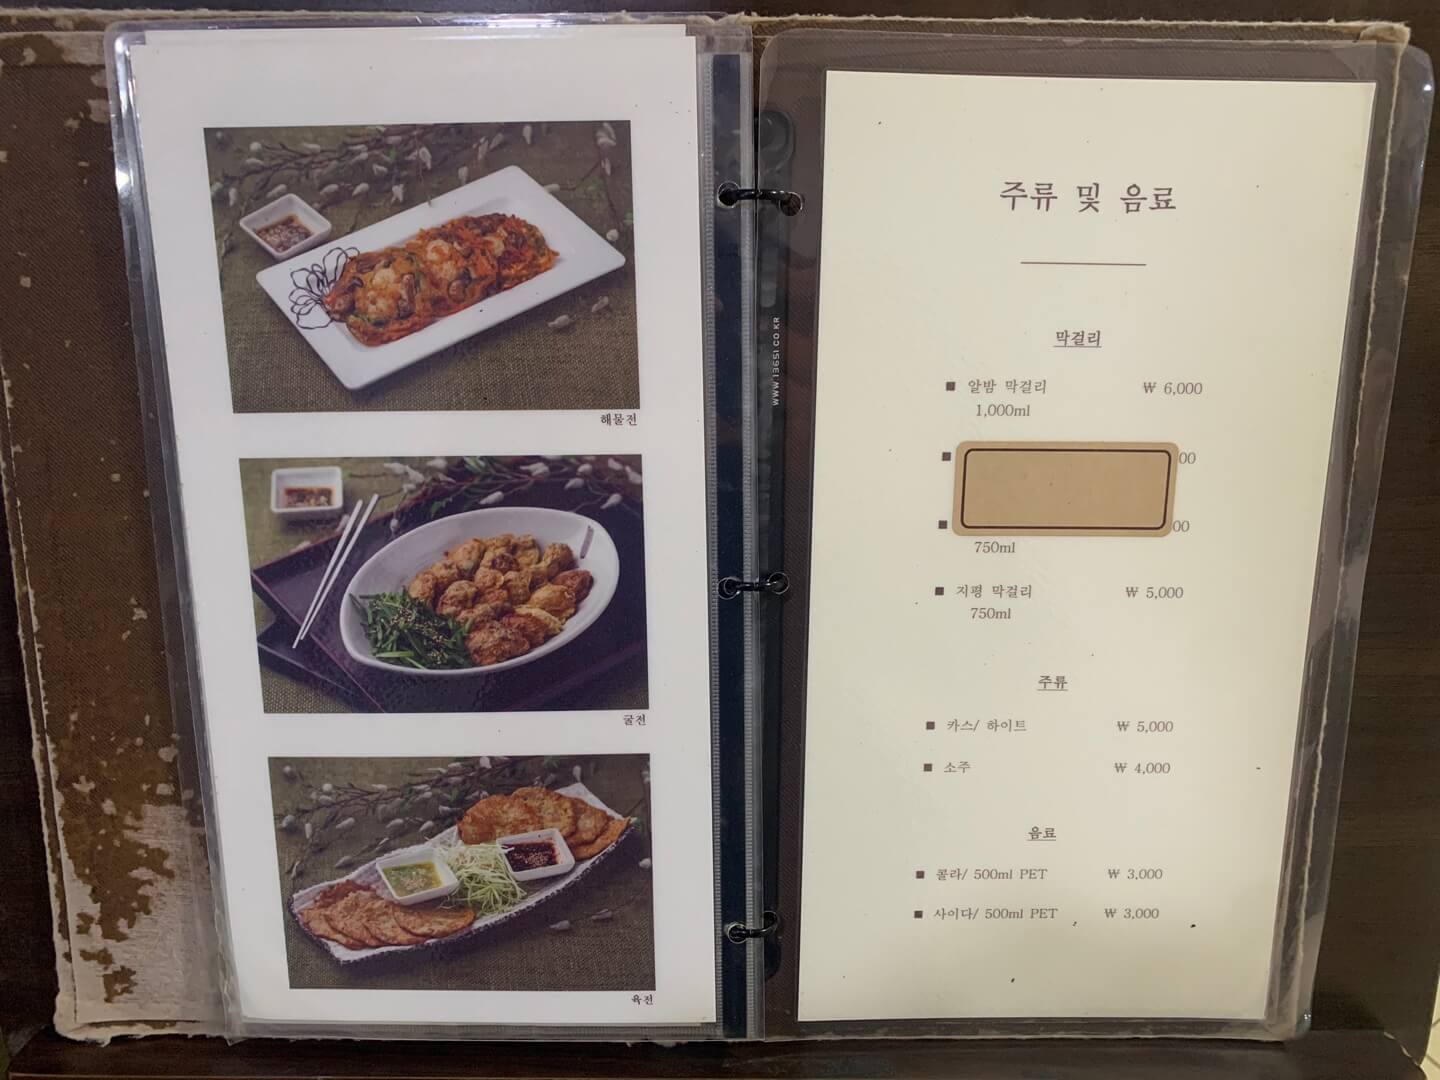 해물전
굴전
육전
WWW.13651.CO.KR
주류 및 음료
막걸리
■ 알밤 막걸리 ₩ 6,000
1,000ml
■ 00
■ 00
750ml
■ 지평 막걸리 ₩ 5,000
750ml
주류
■ 카스/ 하이트 ₩ 5,000
■ 소주 ₩ 4,000
음료
■ 콜라/ 500ml PET ₩ 3,000
■ 사이다/ 500ml PET ₩ 3,000